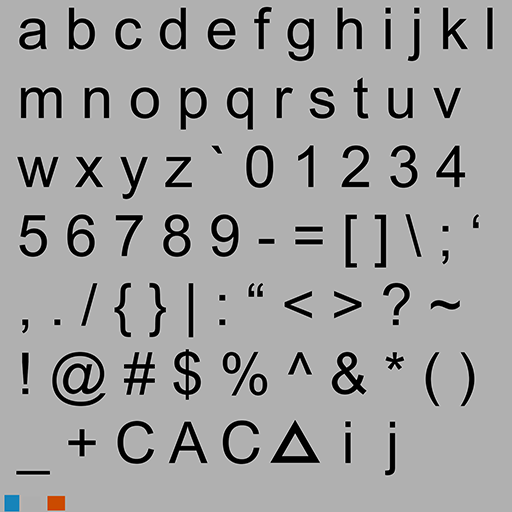 a b c d e f g h i j k l
m n o p q r s t u v
w x y z ` 0 1 2 3 4
5 6 7 8 9 - = [ ] \ ; ‘
, . / { } | : “ < > ? ~
! @ # $ % ^ & * ( )
_ + C A C △ i j